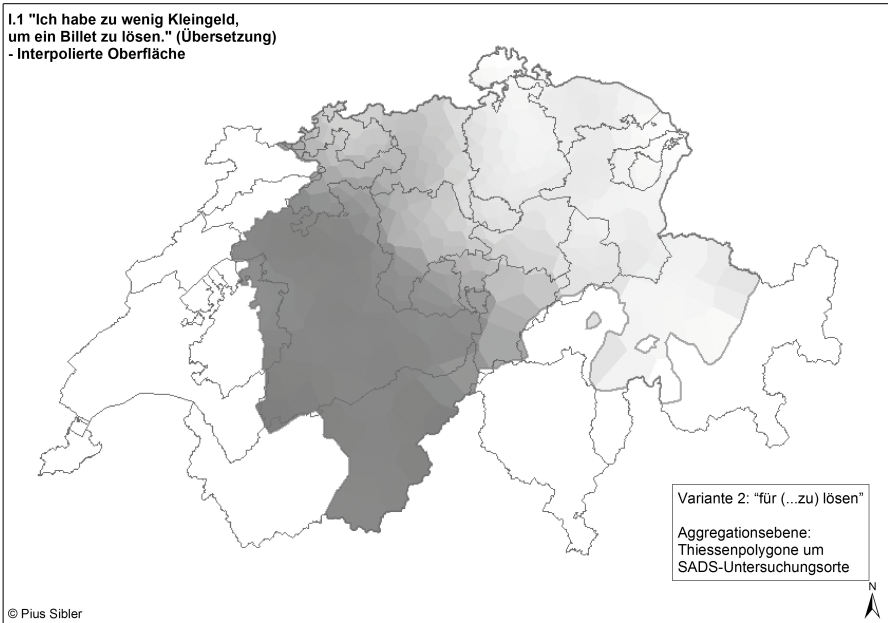 I.1 "Ich habe zu wenig Kleingeld,
um ein Billet zu lösen." (Übersetzung)
- Interpolierte Oberfläche
Variante 2: “für (...zu) lösen”
Aggregationsebene:
Thiessenpolygone um
SADS-Untersuchungsorte
N
© Pius Sibler